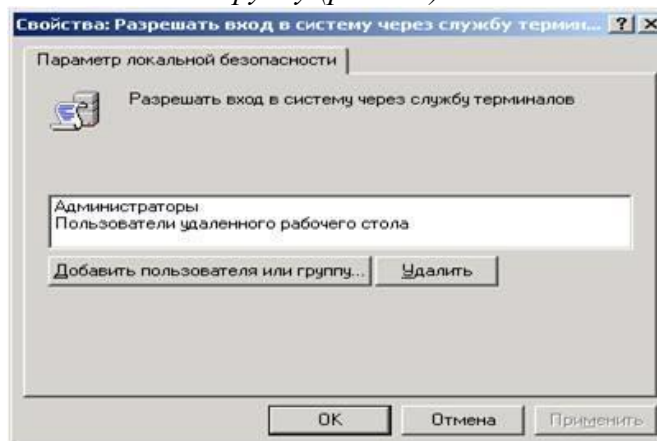 Свойства: Разрешать вход в систему через службу термин...
Параметр локальной безопасности
Разрешать вход в систему через службу терминалов
Администраторы
Пользователи удаленного рабочего стола
Добавить пользователя или группу... Удалить
OK Отмена Применить